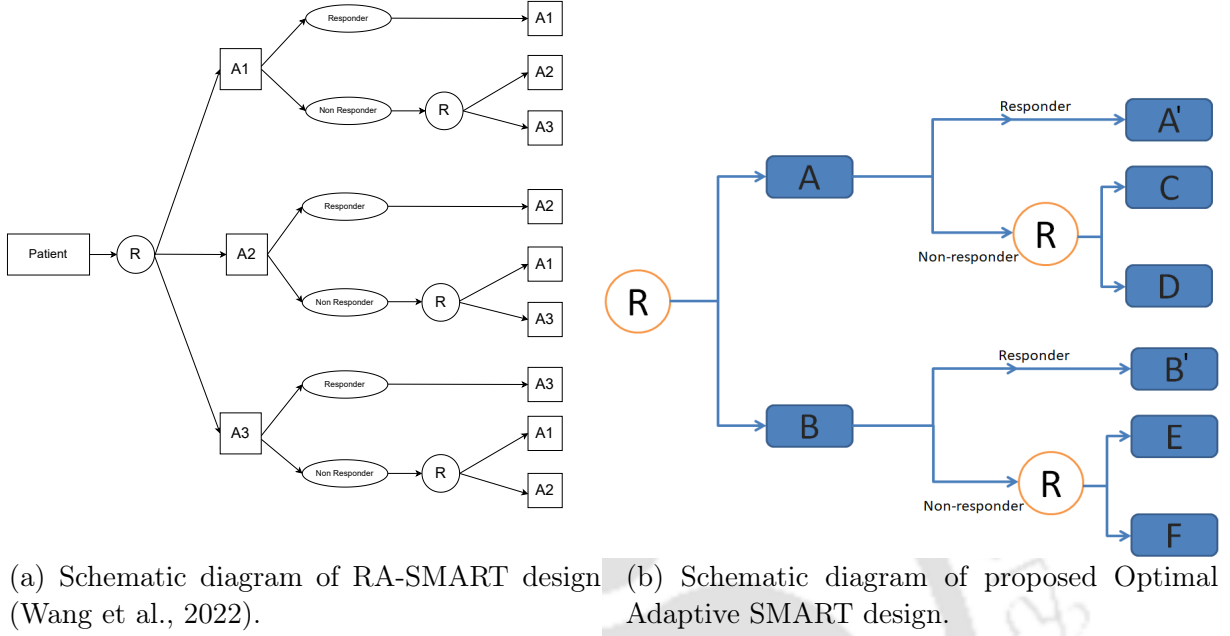 Responder
A1
A1
Non Responder
R
A2
A3
Patient
R
A2
Responder
A2
Non Responder
R
A1
A3
A3
Responder
A3
Non Responder
R
A1
A2
(a) Schematic diagram of RA-SMART design
(Wang et al., 2022).
R
A
Responder
A'
Non-responder
R
C
D
B
Responder
B'
Non-responder
R
E
F
(b) Schematic diagram of proposed Optimal
Adaptive SMART design.